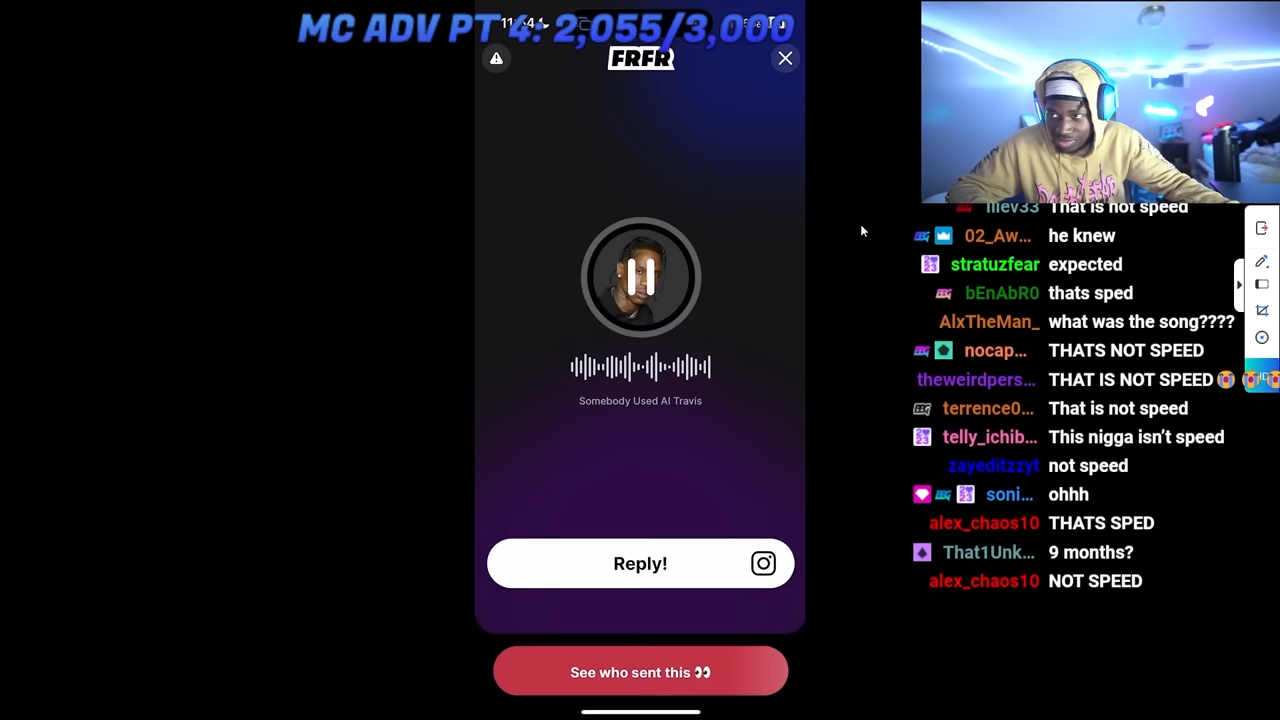 MC ADV PT 4: 2,055/3,000
FRFR
Somebody Used AI Travis
Reply!
See who sent this 👀
That is not speed
02_Aw… he knew
stratuzfear expected
bEnAbR0 thats sped
AlxTheMan_ what was the song????
nocap… THATS NOT SPEED
theweirdpers… THAT IS NOT SPEED😭😭😭
terrence0… That is not speed
telly_ichib… This nigga isn’t speed
zayeditzzyt not speed
soni… ohhh
alex_chaos10 THATS SPED
That1Unk… 9 months?
alex_chaos10 NOT SPEED